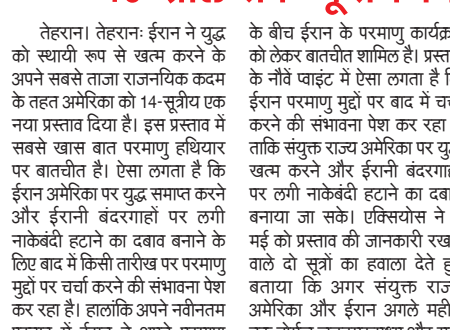 तेहरान। तेहरानः ईरान ने युद्ध
को स्थायी रूप से खत्म करने के
अपने सबसे ताजा राजनयिक कदम
के तहत अमेरिका को 14-सूत्रीय एक
नया प्रस्ताव दिया है। इस प्रस्ताव में
सबसे खास बात परमाणु हथियार
पर बातचीत है। ऐसा लगता है कि
ईरान अमेरिका पर युद्ध समाप्त करने
और ईरानी बंदरगाहों पर लगी
नाकेबंदी हटाने का दबाव बनाने के
लिए बाद में किसी तारीख पर परमाणु
मुद्दों पर चर्चा करने की संभावना पेश
कर रहा है। हालांकि अपने नवीनतम
के बीच ईरान के परमाणु कार्यक्र
को लेकर बातचीत शामिल है। प्रस्त
के नौवें प्वाइंट में ऐसा लगता है
ईरान परमाणु मुद्दों पर बाद में च
करने की संभावना पेश कर रहा
ताकि संयुक्त राज्य अमेरिका पर यु
खत्म करने और ईरानी बंदरगा
पर लगी नाकेबंदी हटाने का दबा
बनाया जा सके। एक्सियोस ने
मई को प्रस्ताव की जानकारी रख
वाले दो सूत्रों का हवाला देते हु
बताया कि अगर संयुक्त राज
अमेरिका और ईरान अगले मही